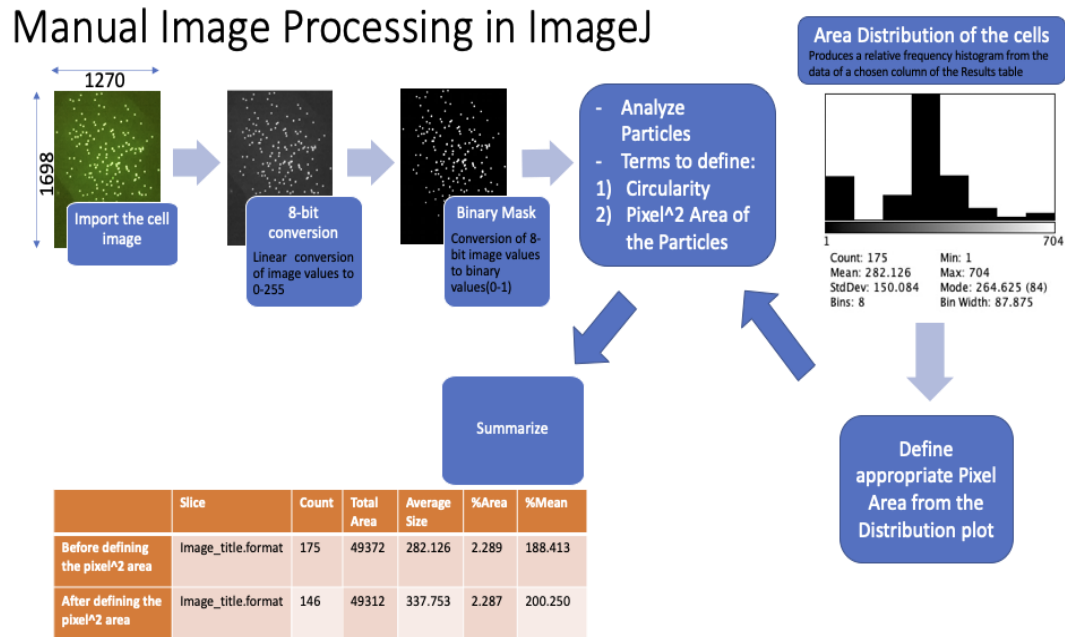 Manual Image Processing in ImageJ
1270
1698
Import the cell
image
8-bit
conversion
Linear conversion
of image values to
0-255
Binary Mask
Conversion of 8-
bit image values
to binary
values(0-1)
- Analyze
Particles
- Terms to define:
1) Circularity
2) Pixel^2 Area of
the Particles
Area Distribution of the cells
Produces a relative frequency histogram from the
data of a chosen column of the Results table
1 704
Count: 175 Min: 1
Mean: 282.126 Max: 704
StdDev: 150.084 Mode: 264.625 (84)
Bins: 8 Bin Width: 87.875
Define
appropriate Pixel
Area from the
Distribution plot
Summarize
Slice Count Total Area Average Size %Area %Mean
Before defining the pixel^2 area Image_title.format 175 49372 282.126 2.289 188.413
After defining the pixel^2 area Image_title.format 146 49312 337.753 2.287 200.250